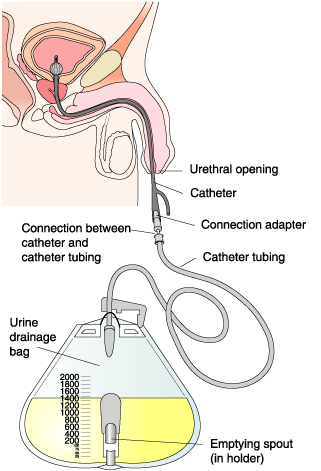 Urethral opening
Catheter
Connection adapter
Connection between
catheter and
catheter tubing
Catheter tubing
Urine
drainage
bag
2000
1800
1600
1400
1200
1000
800
600
400
200
Emptying spout
(in holder)